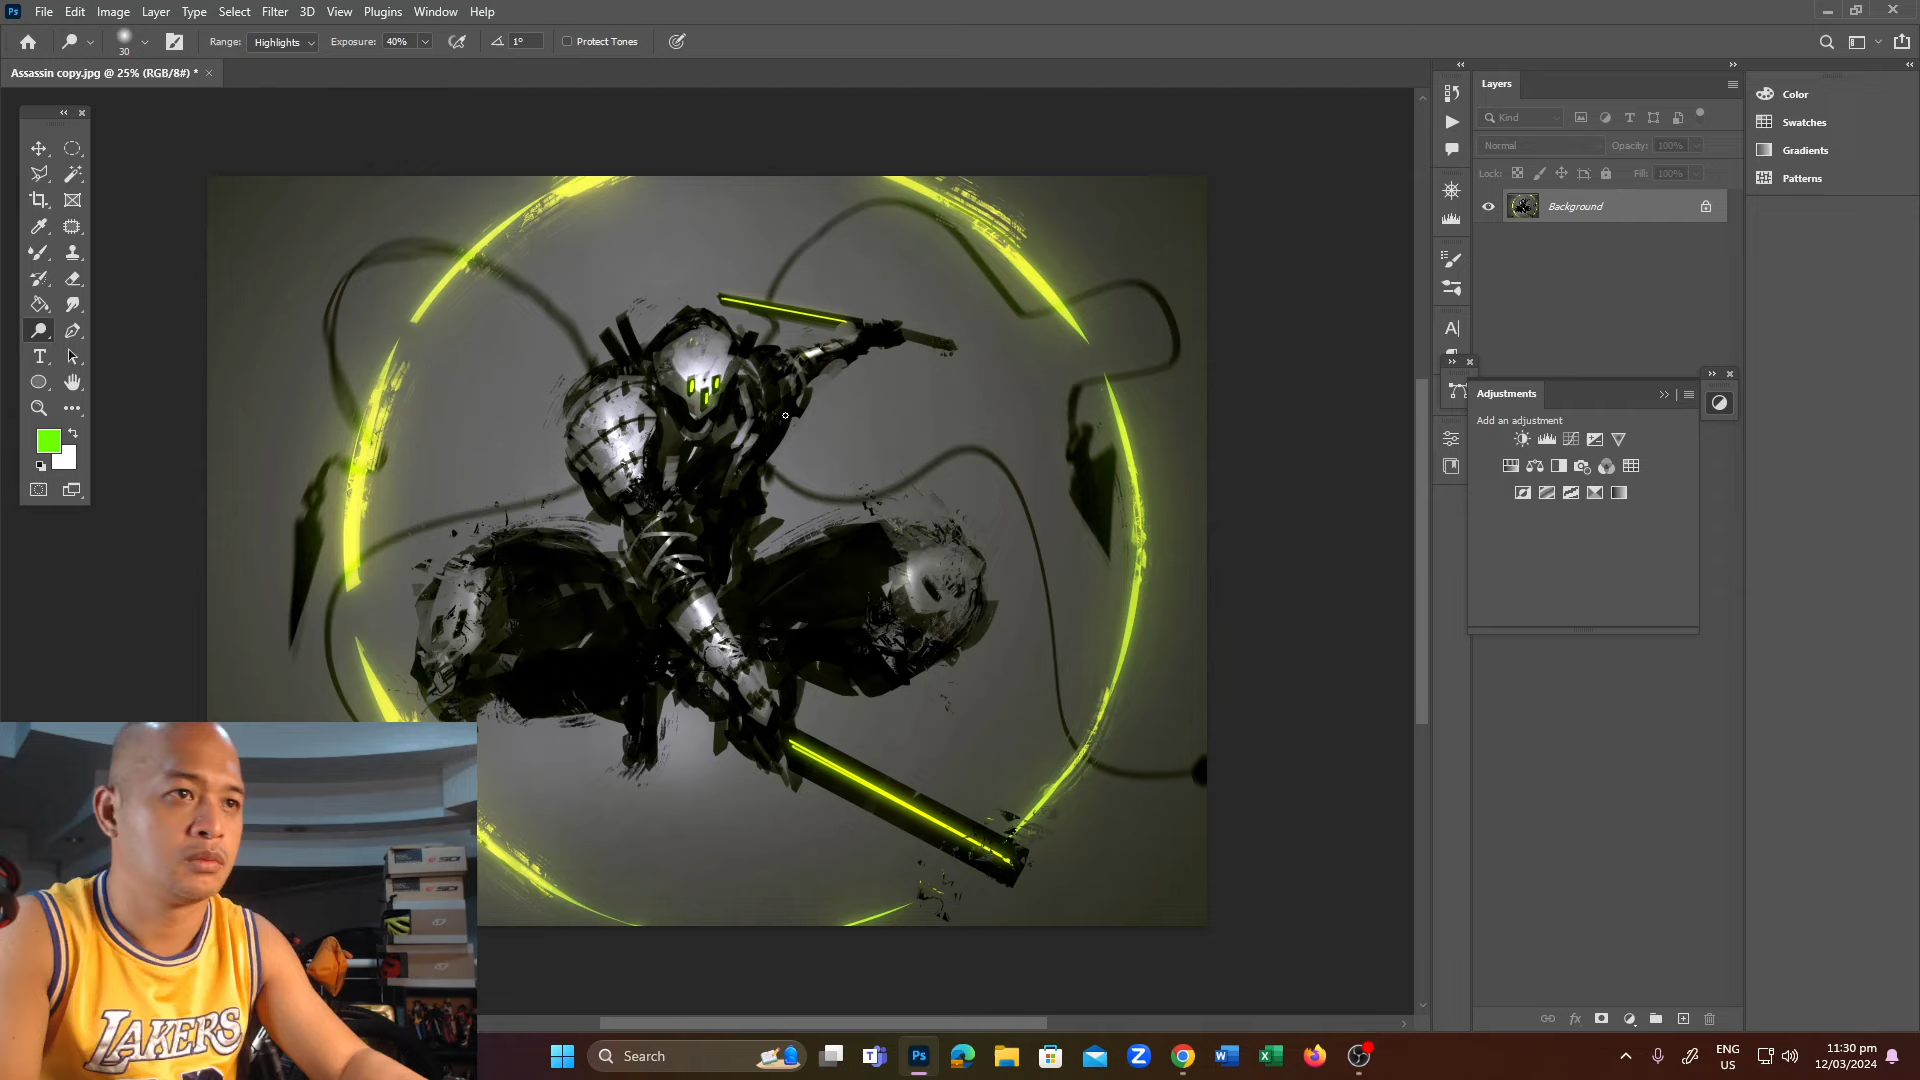 Ps File Edit Image Layer Type Select Filter 3D View Plugins Window Help
30 Range: Highlights Exposure: 40% 1° Protect Tones
Assassin copy.jpg @ 25% (RGB/8#) *
Layers
Kind
Normal Opacity: 100%
Lock: Fill: 100%
Background
Color
Swatches
Gradients
Patterns
Adjustments
Add an adjustment
LAKERS
Search
ENG
US
11:30 pm
12/03/2024